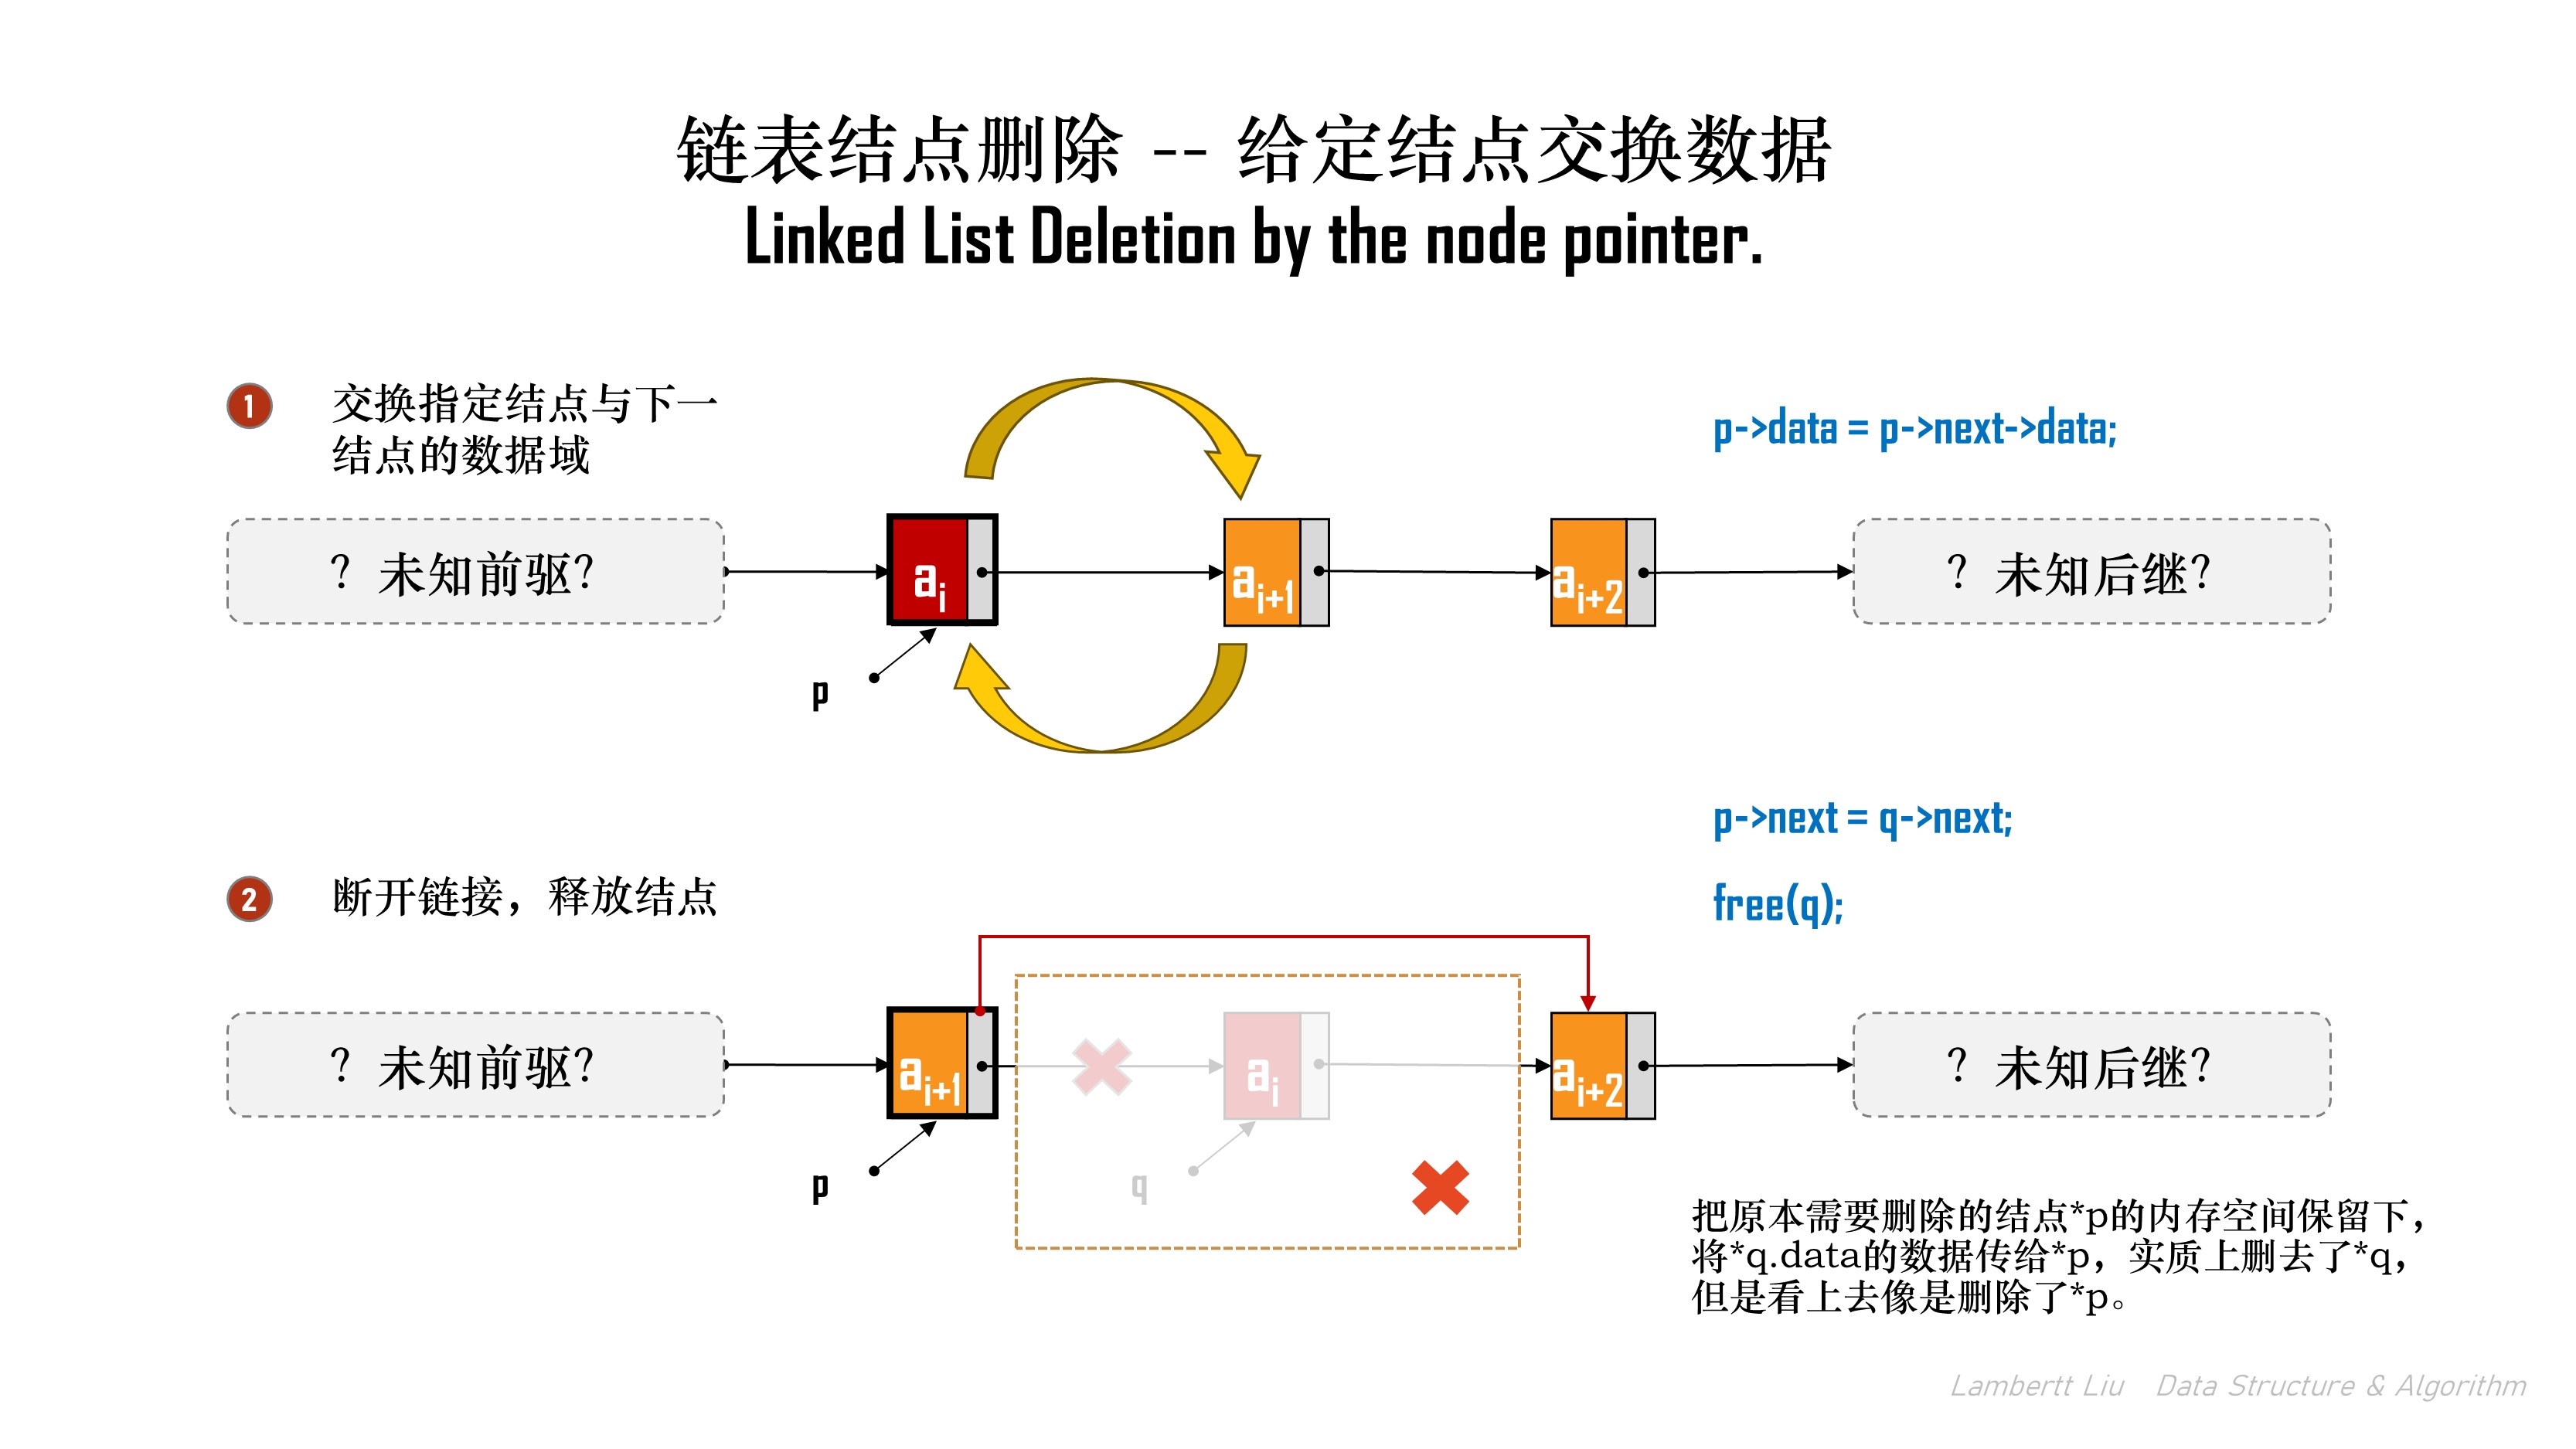 链表结点删除 -- 给定结点交换数据
Linked List Deletion by the node pointer.
1
交换指定结点与下一
结点的数据域
p->data = p->next->data;
? 未知前驱?
ai
ai+1
ai+2
? 未知后继?
p
p->next = q->next;
free(q);
2
断开链接，释放结点
? 未知前驱?
ai+1
ai
ai+2
? 未知后继?
p
q
把原本需要删除的结点*p的内存空间保留下，
将*q.data的数据传给*p，实质上删去了*q，
但是看上去像是删除了*p。
Lambertt Liu Data Structure & Algorithm